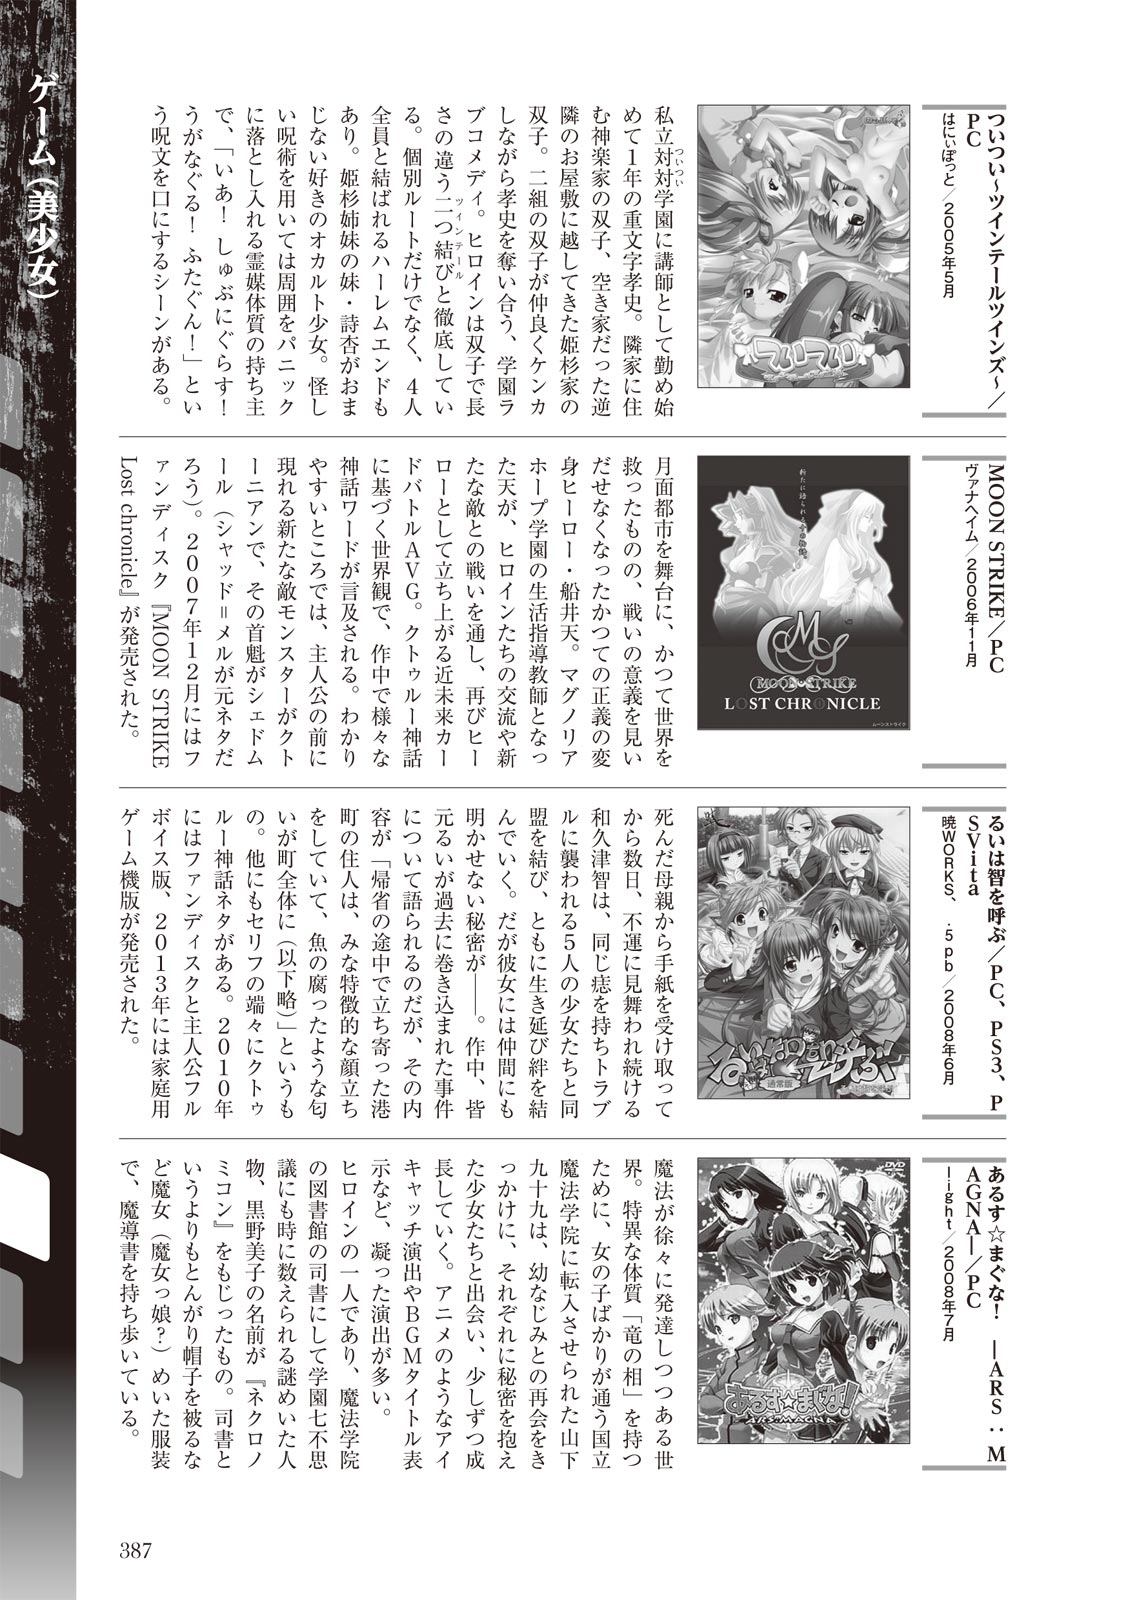 ゲーム（美少女）
ついつい～ツインテールツインズ～／
PC
はにぃぽっと／2005年5月
ついつい
私立対対学園に講師として勤め始
めて1年の重文字孝史。隣家に住
む神楽家の双子、空き家だった逆
隣のお屋敷に越してきた姫杉家の
双子。二組の双子が仲良くケンカ
しながら孝史を奪い合う、学園ラ
ブコメディ。ヒロインは双子で長
さの違う二つ結びと徹底してい
ツインテール
る。個別ルートだけでなく、4人
全員と結ばれるハーレムエンドも
あり。姫杉姉妹の妹・詩杏がおま
じない好きのオカルト少女。怪し
い呪術を用いては周囲をパニック
に落とし入れる霊媒体質の持ち主
で、「いあ！しゅぶにぐらす！
うがなぐる！ふたぐん！」とい
う呪文を口にするシーンがある。
ついつい
MOON STRIKE／PC
ヴァナヘイム／2006年11月
新たに語られる
MOON STRIKE
LOST CHRONICLE
ムーンストライク
月面都市を舞台に、かつて世界を
救ったものの、戦いの意義を見い
だせなくなったかつての正義の変
身ヒーロー・船井天。マグノリア
ホープ学園の生活指導教師となっ
た天が、ヒロインたちの交流や新
たな敵との戦いを通し、再びヒー
ローとして立ち上がる近未来カー
ドバトルAVG。クトゥルー神話
に基づく世界観で、作中で様々な
神話ワードが言及される。わかり
やすいところでは、主人公の前に
現れる新たな敵モンスターがクト
ーニアンで、その首魁がシェドム
ール（シャッド＝メルが元ネタだ
ろう）。2007年12月にはフ
ァンディスク『MOON STRIKE
Lost chronicle』が発売された。
るいは智を呼ぶ／PC、PS3、P
SVita
暁WORKS、.5pb／2008年6月
るいは智を呼ぶ
通常版
死んだ母親から手紙を受け取って
から数日、不運に見舞われ続ける
和久津智は、同じ痣を持ちトラブ
ルに襲われる5人の少女たちと同
盟を結び、ともに生き延び絆を結
んでいく。だが彼女には仲間にも
明かせない秘密が――。作中、皆
元るいが過去に巻き込まれた事件
について語られるのだが、その内
容が「帰省の途中で立ち寄った港
町の住人は、みな特徴的な顔立ち
をしていて、魚の腐ったような匂
いが町全体に（以下略）」というも
の。他にもセリフの端々にクトゥ
ルー神話ネタがある。2010年
にはファンディスクと主人公フル
ボイス版、2013年には家庭用
ゲーム機版が発売された。
あるす☆まぐな！　―ARS：M
AGNA―／PC
light／2008年7月
DVD
あるす☆まぐな！
ARS:MAGNA
魔法が徐々に発達しつつある世
界。特異な体質「竜の相」を持つ
ために、女の子ばかりが通う国立
魔法学院に転入させられた山下
九十九は、幼なじみとの再会をき
っかけに、それぞれに秘密を抱え
た少女たちと出会い、少しずつ成
長していく。アニメのようなアイ
キャッチ演出やBGMタイトル表
示など、凝った演出が多い。
ヒロインの一人であり、魔法学院
の図書館の司書にして学園七不思
議にも時に数えられる謎めいた人
物、黒野美子の名前が『ネクロノ
ミコン』をもじったもの。司書と
いうよりもとんがり帽子を被るな
ど魔女（魔女っ娘？）めいた服装
で、魔導書を持ち歩いている。
387